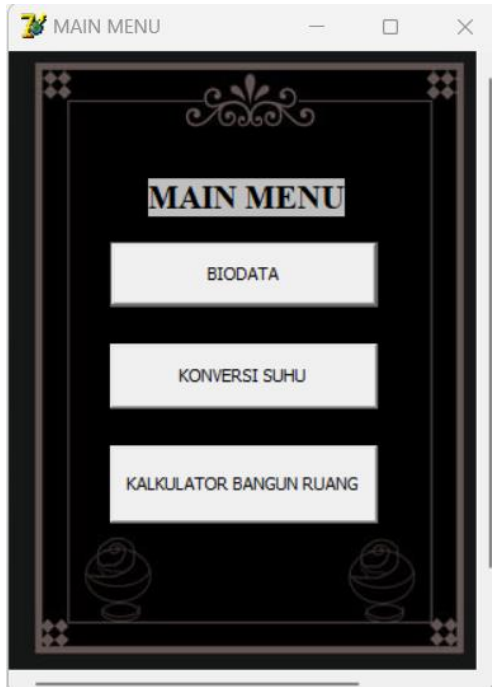 MAIN MENU
MAIN MENU
BIODATA
KONVERSI SUHU
KALKULATOR BANGUN RUANG